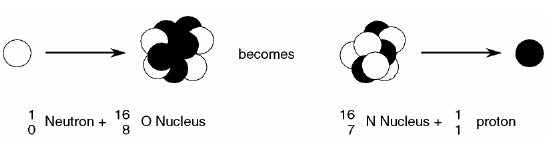 becomes
1 16 16 1
0 Neutron + 8 O Nucleus 7 N Nucleus + 1 proton